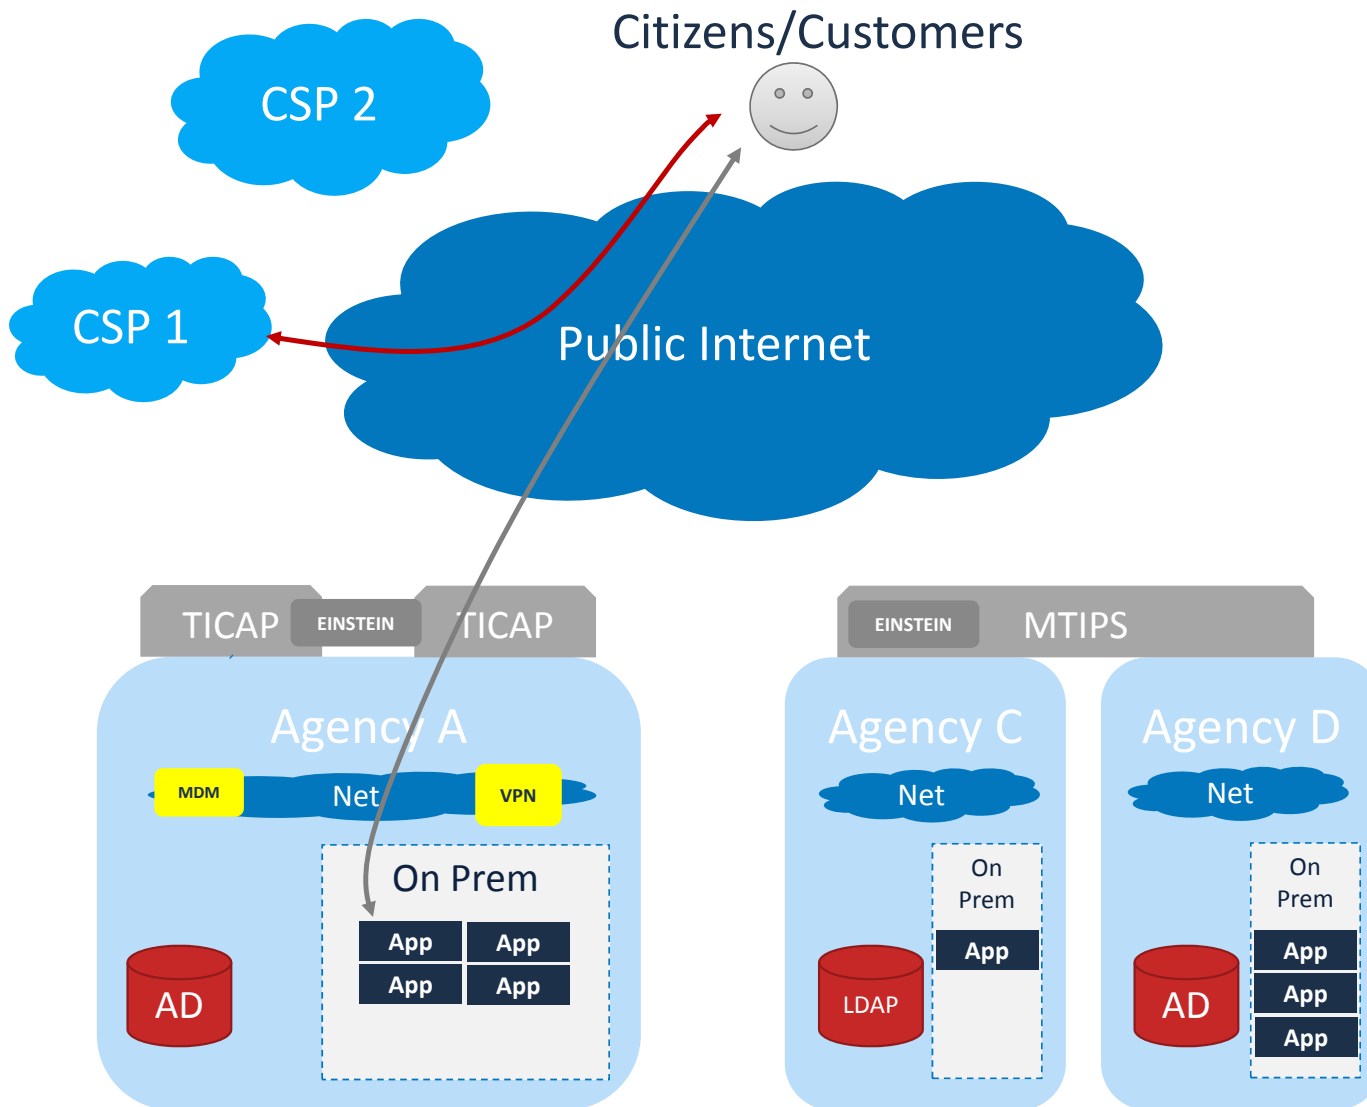 Citizens/Customers
CSP 2
CSP 1
Public Internet
TICAP
EINSTEIN
TICAP
EINSTEIN
MTIPS
Agency A
Agency C
Agency D
MDM
Net
VPN
Net
Net
On Prem
App
App
App
App
AD
On
Prem
App
LDAP
On
Prem
App
App
App
AD